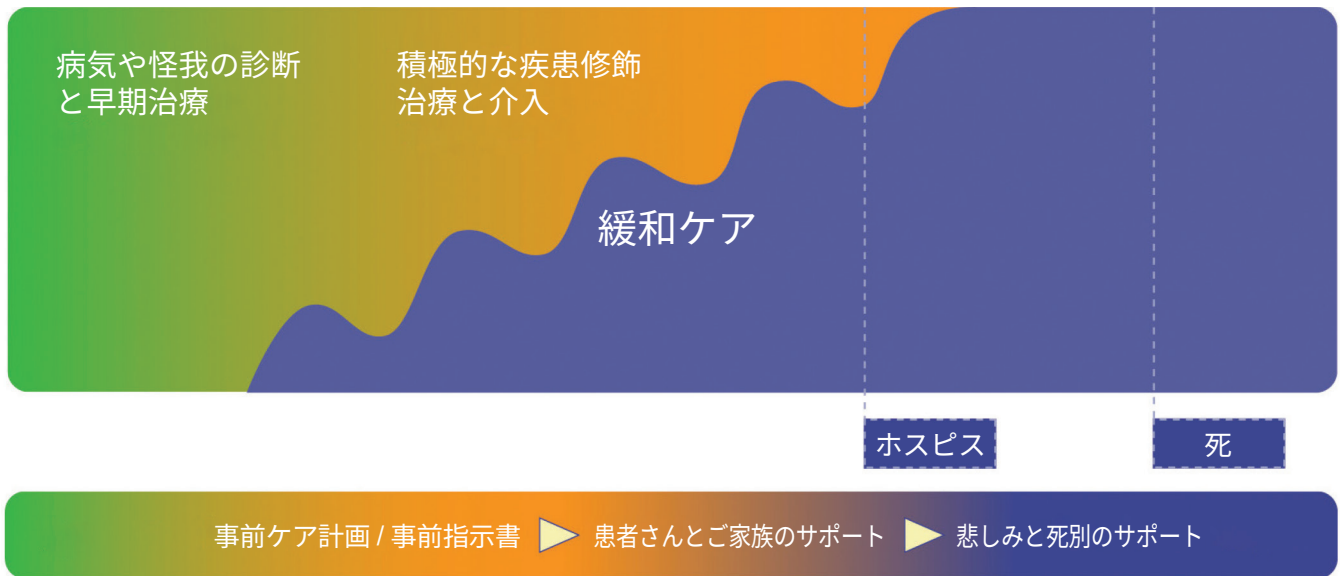 病気や怪我の診断
と早期治療
積極的な疾患修飾
治療と介入
緩和ケア
ホスピス
死
事前ケア計画 / 事前指示書
患者さんとご家族のサポート
悲しみと死別のサポート